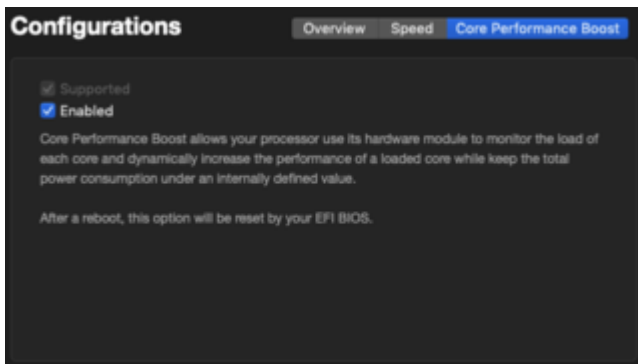 Configurations
Overview Speed Core Performance Boost
Supported
Enabled
Core Performance Boost allows your processor use its hardware module to monitor the load of
each core and dynamically increase the performance of a loaded core while keep the total
power consumption under an internally defined value.
After a reboot, this option will be reset by your EFI BIOS.